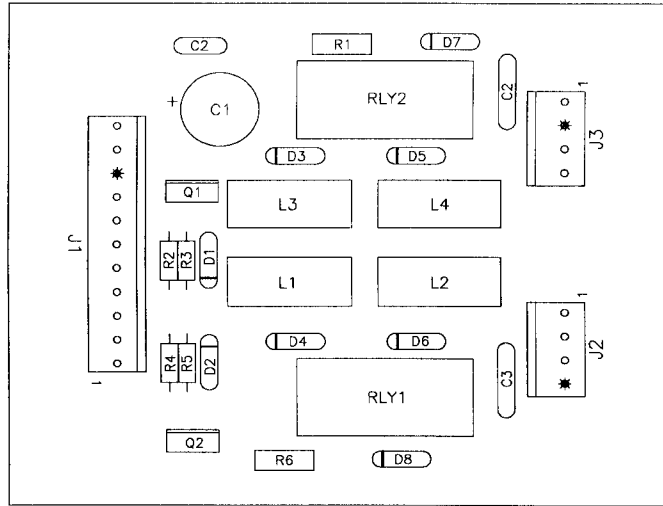 C2 R1 D7
+ C1 RLY2 C2 1
J3
D3 D5
Q1 L3 L4
J1
R2 R3 D1 L1 L2
1
D4 D6 J2
R4 R5 D2 C3
1 RLY1
Q2
R6 D8